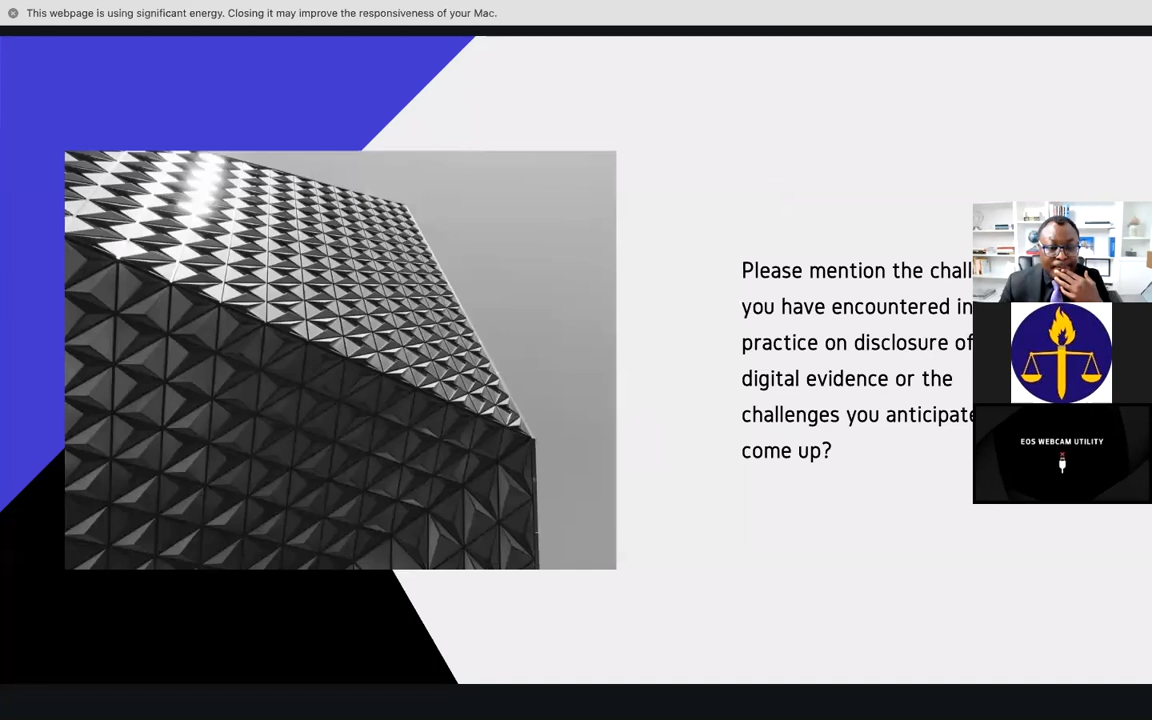 This webpage is using significant energy. Closing it may improve the responsiveness of your Mac.
Please mention the chall
you have encountered in
practice on disclosure of
digital evidence or the
challenges you anticipate
come up?
EOS WEBCAM UTILITY